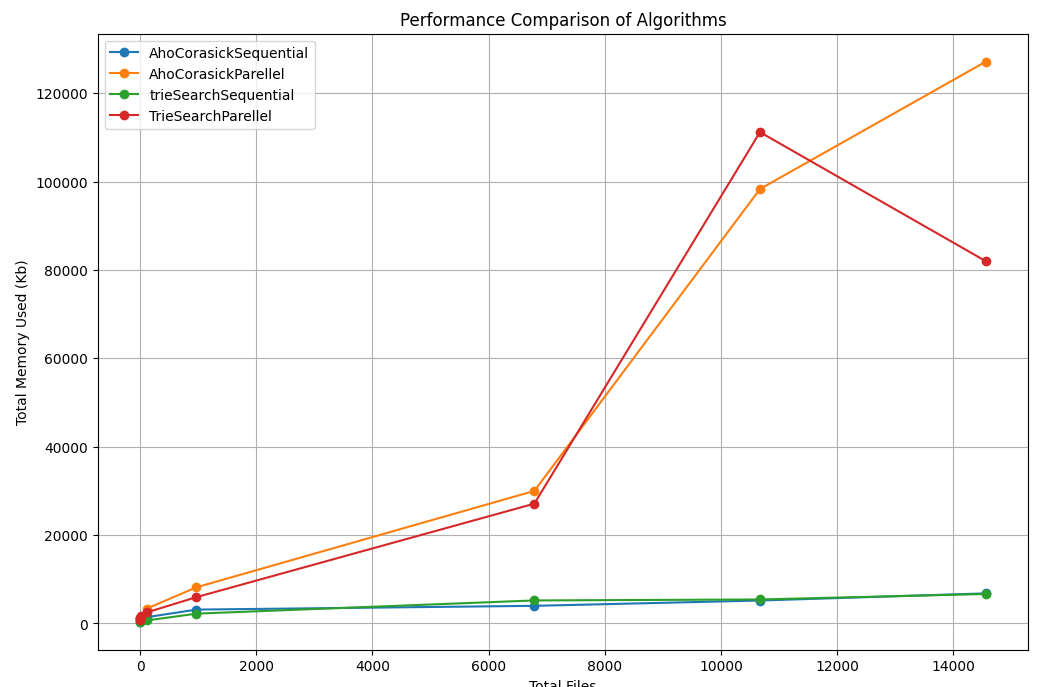 Performance Comparison of Algorithms
AhoCorasickSequential
AhoCorasickParellel
trieSearchSequential
TrieSearchParellel
Total Memory Used (Kb)
120000
100000
80000
60000
40000
20000
0
0 2000 4000 6000 8000 10000 12000 14000
Total Files